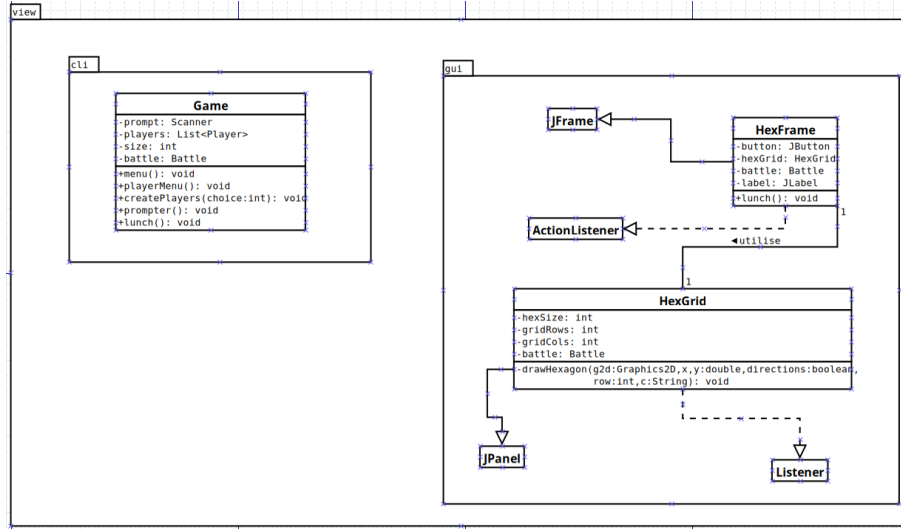 view
cli
Game
-prompt: Scanner
-players: List<Player>
-size: int
-battle: Battle
+menu(): void
+playerMenu(): void
+createPlayers(choice:int): void
+prompter(): void
+lunch(): void
gui
JFrame
HexFrame
-button: JButton
-hexGrid: HexGrid
-battle: Battle
-label: JLabel
+lunch(): void
1
ActionListener
◄utilise
1
HexGrid
-hexSize: int
-gridRows: int
-gridCols: int
-battle: Battle
-drawHexagon(g2d:Graphics2D,x,y:double,directions:boolean,
row:int,c:String): void
JPanel
Listener